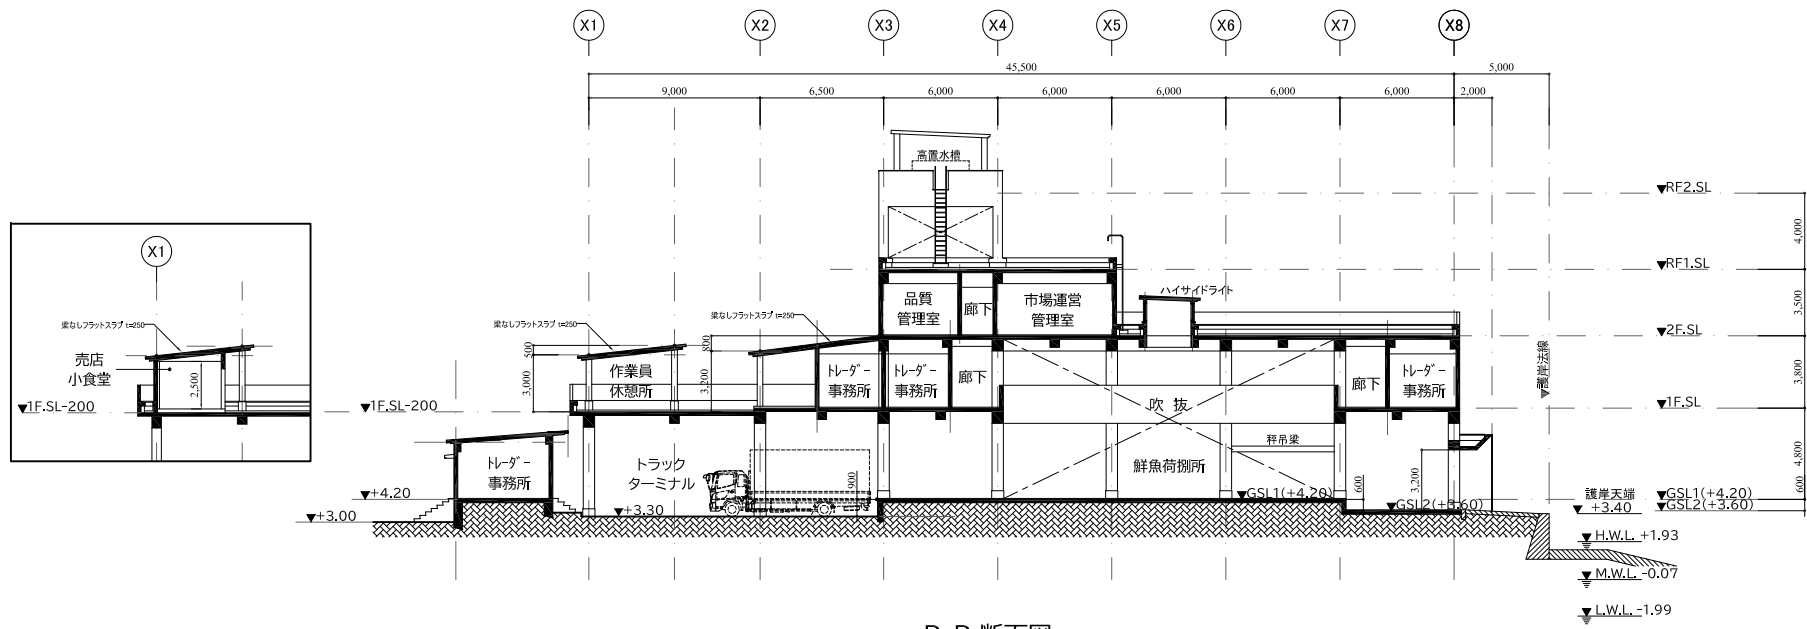 X1 X2 X3 X4 X5 X6 X7 X8
45,500 5,000
9,000 6,500 6,000 6,000 6,000 6,000 6,000 2,000
高置水槽
▼RF2.SL
4,000
▼RF1.SL
3,500
▼2F.SL
3,800
▼1F.SL
4,800
600
X1
梁なしフラットスラブ t=250
売店
小食堂
2,500
▼1F.SL-200
品質
管理室
廊下
市場運営
管理室
ハイサイドライト
梁なしフラットスラブ t=250
梁なしフラットスラブ t=250
500
3,000
800
3,200
作業員
休憩所
トレーダー
事務所
トレーダー
事務所
廊下
吹 抜
廊下
トレーダー
事務所
護岸法線
▼1F.SL-200
トレーダー
事務所
トラック
ターミナル
900
秤吊梁
鮮魚荷捌所
600
3,200
▼+4.20
▼+3.00
▼+3.30
▼GSL1(+4.20)
▼GSL2(+3.60)
護岸天端
▼+3.40
▼GSL1(+4.20)
▼GSL2(+3.60)
▼H.W.L. +1.93
▼M.W.L. -0.07
▼L.W.L. -1.99